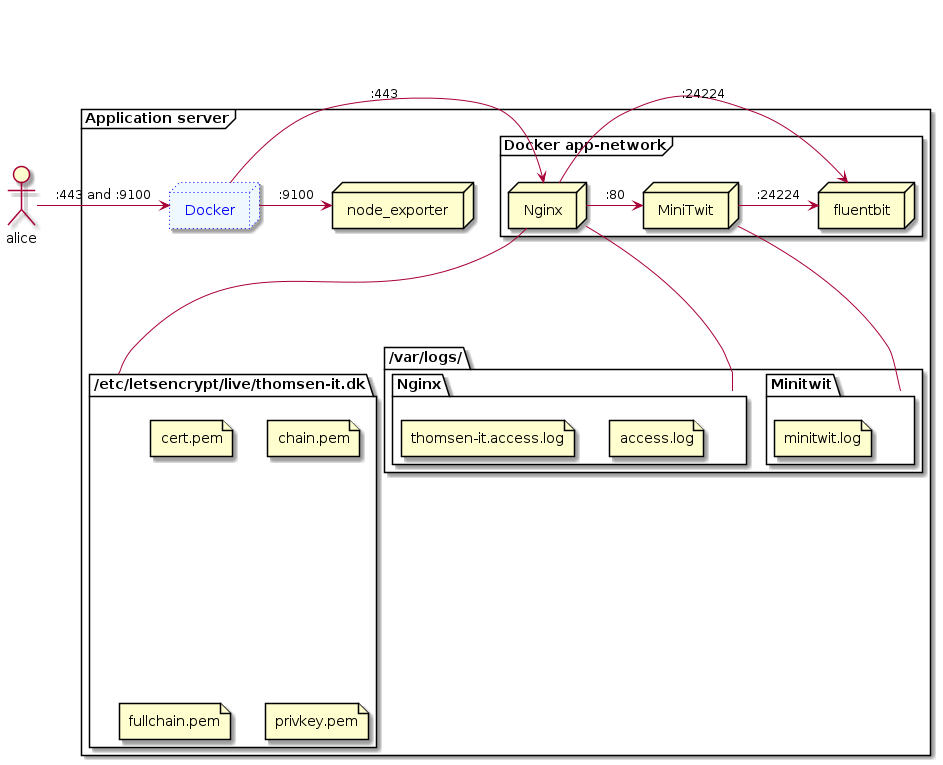 :443
:24224
Application server
Docker app-network
:443 and :9100
alice
Docker
:9100
node_exporter
Nginx
:80
MiniTwit
:24224
fluentbit
/var/logs/
/etc/letsencrypt/live/thomsen-it.dk
Nginx
Minitwit
cert.pem
chain.pem
thomsen-it.access.log
access.log
minitwit.log
fullchain.pem
privkey.pem